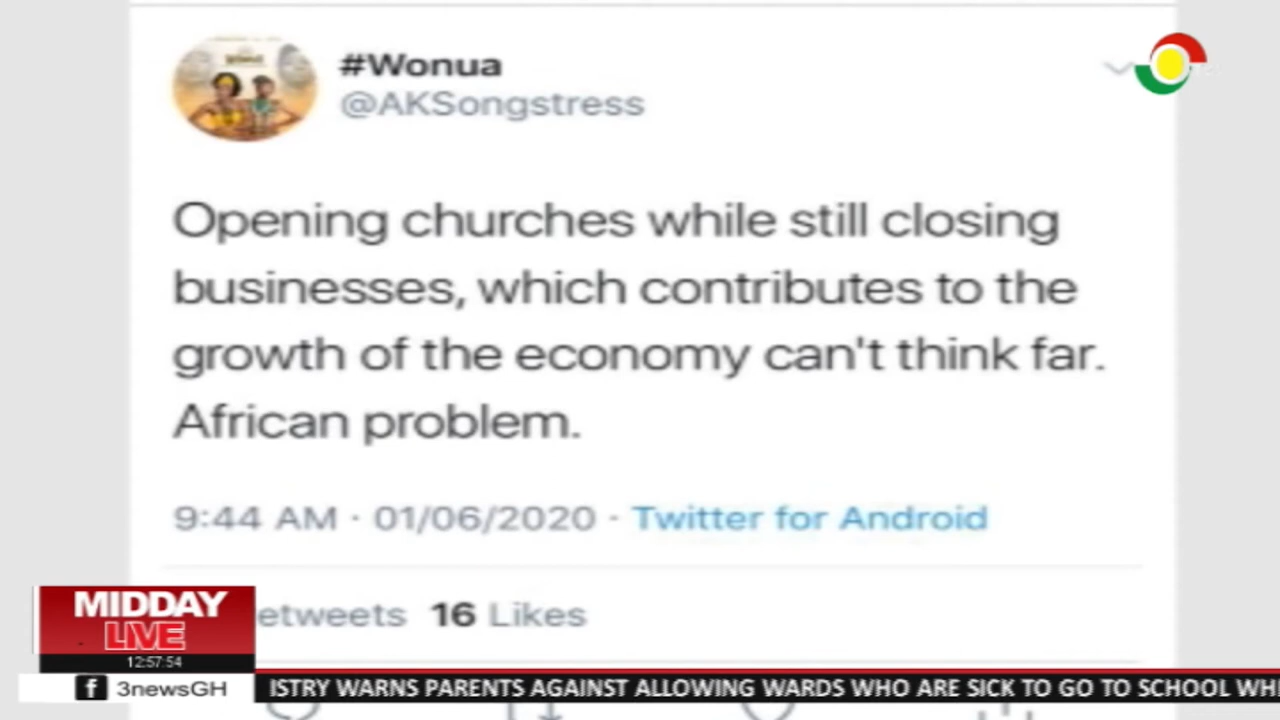 #Wonua
@AKSongstress
Opening churches while still closing
businesses, which contributes to the
growth of the economy can't think far.
African problem.
9:44 AM · 01/06/2020 · Twitter for Android
etweets 16 Likes
MIDDAY
LIVE
12:57:54
f 3newsGH
ISTRY WARNS PARENTS AGAINST ALLOWING WARDS WHO ARE SICK TO GO TO SCHOOL WH